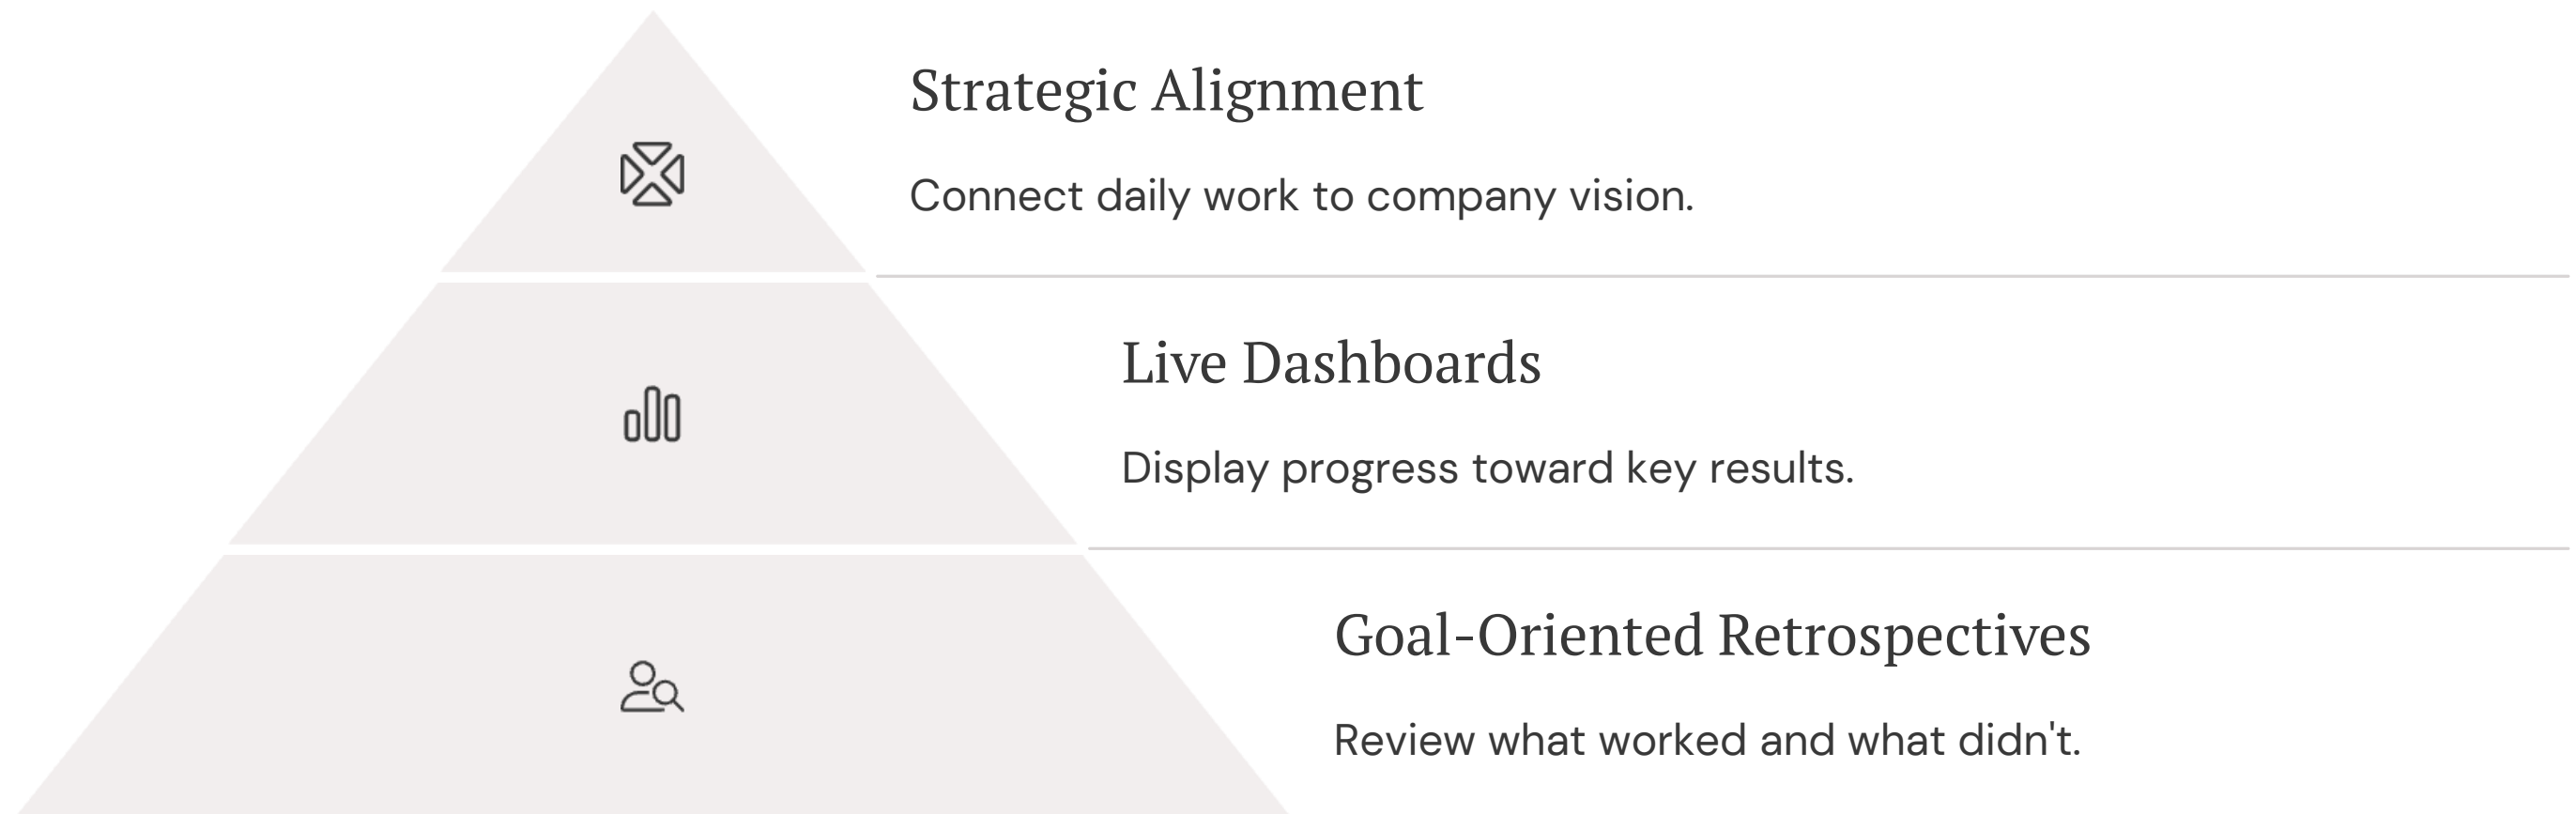 Strategic Alignment
Connect daily work to company vision.
Live Dashboards
Display progress toward key results.
Goal-Oriented Retrospectives
Review what worked and what didn't.